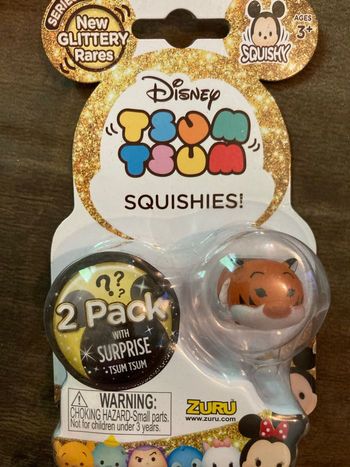 SERIES
New
GLITTERY
Rares
SQUISHY
AGES
3+
Disney
TSUM
TSUM
SQUISHIES!
???
2 Pack
WITH
SURPRISE
• TSUM TSUM
WARNING:
CHOKING HAZARD-Small parts.
Not for children under 3 years.
ZURU
www.zuru.com